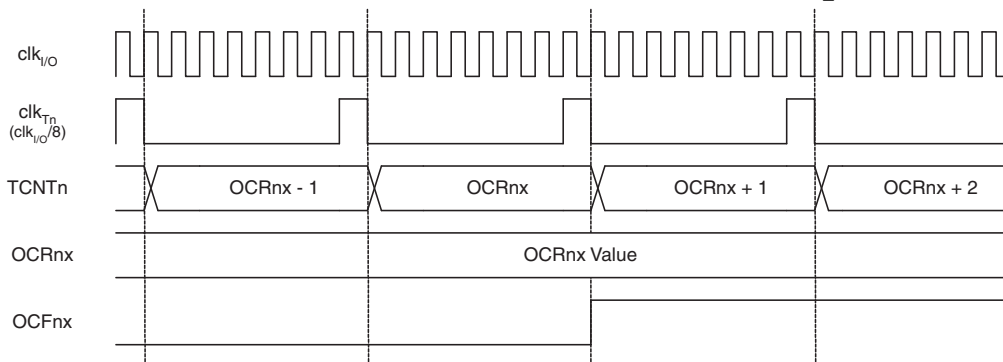 clkI/O
clkTn
(clkI/O/8)
TCNTn OCRnx - 1 OCRnx OCRnx + 1 OCRnx + 2
OCRnx OCRnx Value
OCFnx